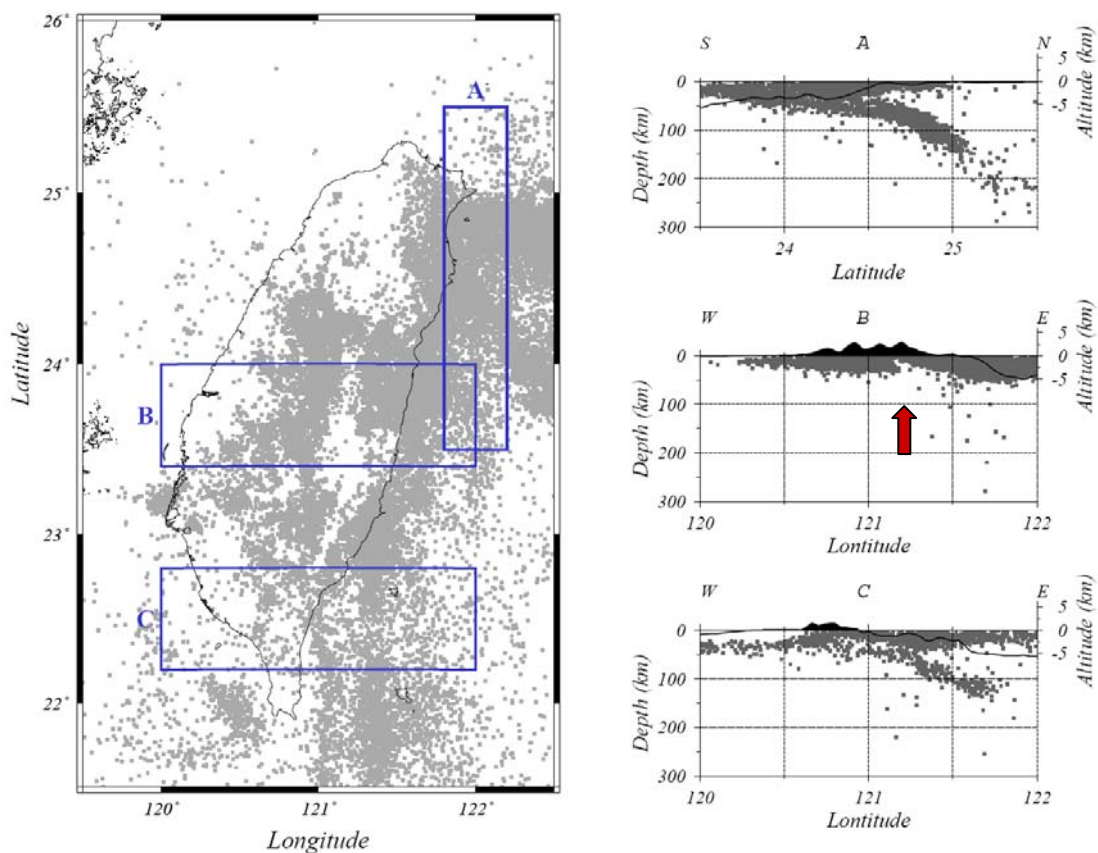 26°
25°
24°
23°
22°
Latitude
120°
121°
122°
Longitude
A
B
C
S
A
N
0
100
200
300
Depth (km)
5
0
-5
Altitude (km)
24
25
Latitude
W
B
E
0
100
200
300
Depth (km)
5
0
-5
Altitude (km)
120
121
122
Lontitude
W
C
E
0
100
200
300
Depth (km)
5
0
-5
Altitude (km)
120
121
122
Lontitude